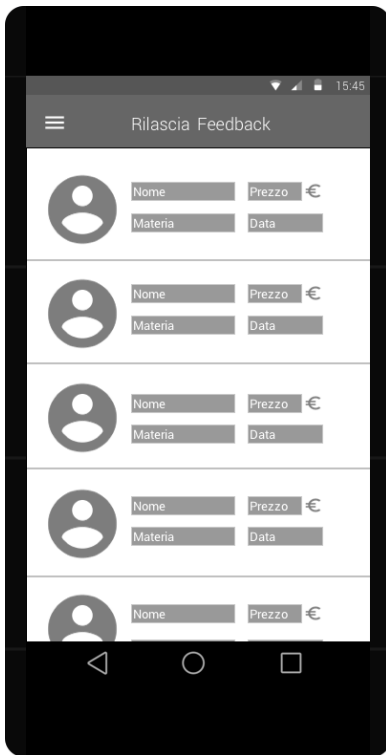 15:45
Rilascia Feedback
Nome Prezzo €
Materia Data
Nome Prezzo €
Materia Data
Nome Prezzo €
Materia Data
Nome Prezzo €
Materia Data
Nome Prezzo €